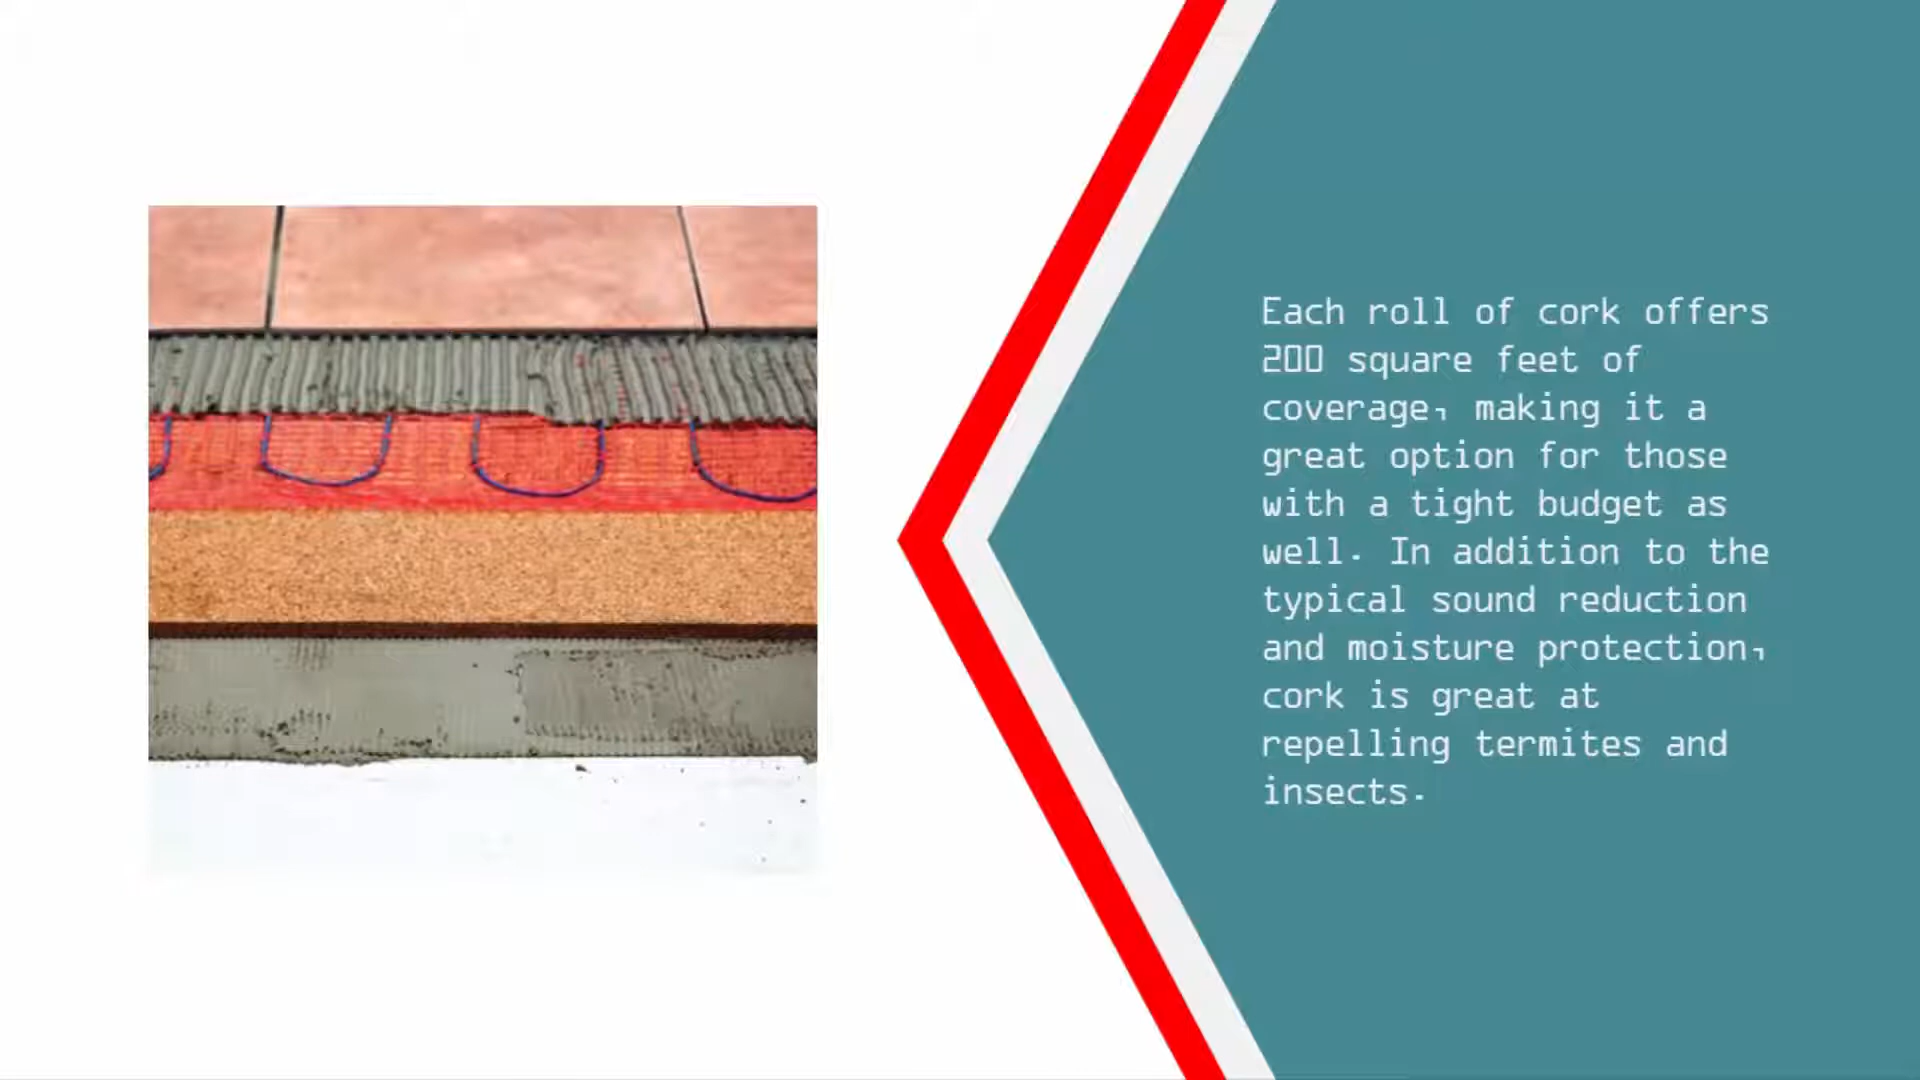 Each roll of cork offers
200 square feet of
coverage, making it a
great option for those
with a tight budget as
well. In addition to the
typical sound reduction
and moisture protection,
cork is great at
repelling termites and
insects.